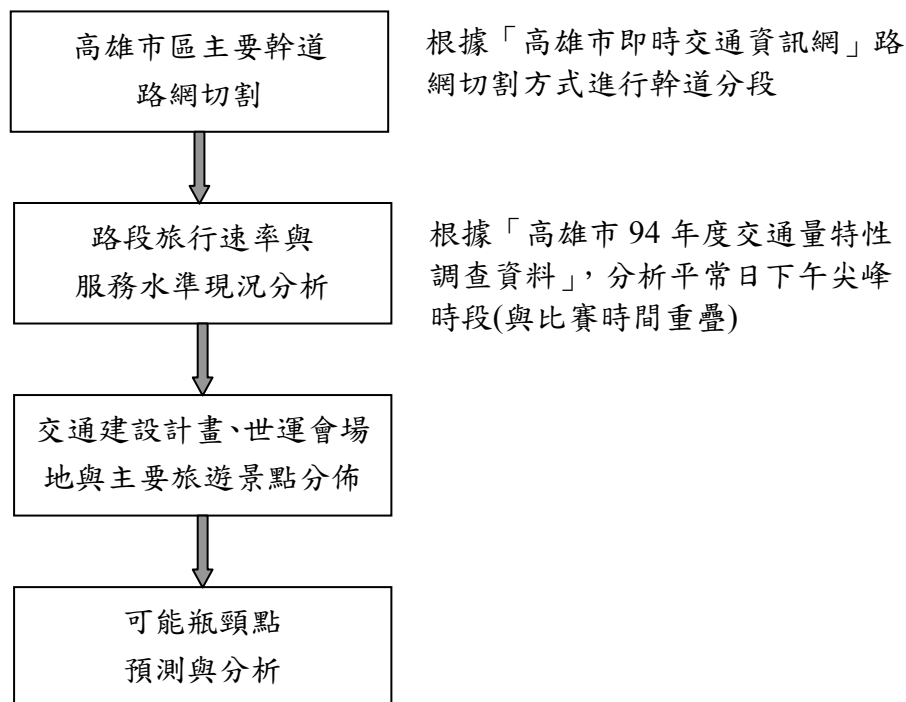 高雄市區主要幹道
路網切割
根據「高雄市即時交通資訊網」路
網切割方式進行幹道分段
路段旅行速率與
服務水準現況分析
根據「高雄市 94 年度交通量特性
調查資料」，分析平常日下午尖峰
時段(與比賽時間重疊)
交通建設計畫、世運會場
地與主要旅遊景點分佈
可能瓶頸點
預測與分析